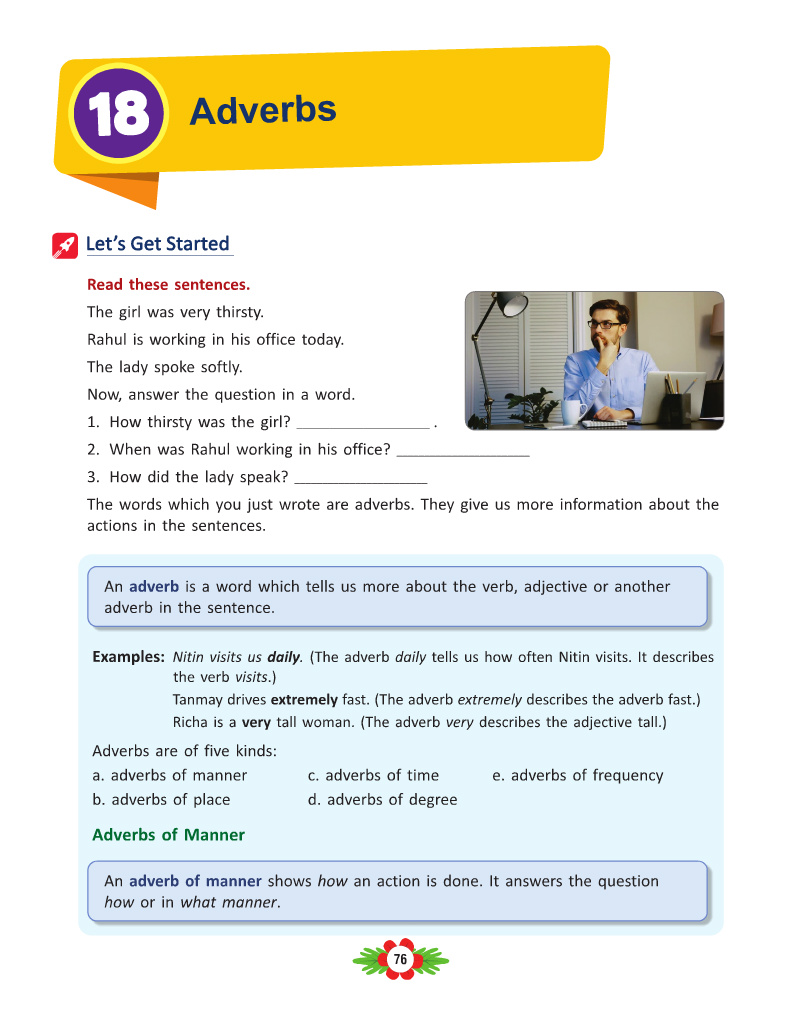 18
Adverbs
Let's Get Started
Read these sentences.
The girl was very thirsty.
Rahul is working in his office today.
The lady spoke softly.
Now, answer the question in a word.
1. How thirsty was the girl? ________________ .
2. When was Rahul working in his office? ________________
3. How did the lady speak? ________________
The words which you just wrote are adverbs. They give us more information about the
actions in the sentences.
An adverb is a word which tells us more about the verb, adjective or another
adverb in the sentence.
Examples: Nitin visits us daily. (The adverb daily tells us how often Nitin visits. It describes
the verb visits.)
Tanmay drives extremely fast. (The adverb extremely describes the adverb fast.)
Richa is a very tall woman. (The adverb very describes the adjective tall.)
Adverbs are of five kinds:
a. adverbs of manner c. adverbs of time e. adverbs of frequency
b. adverbs of place d. adverbs of degree
Adverbs of Manner
An adverb of manner shows how an action is done. It answers the question
how or in what manner.
76